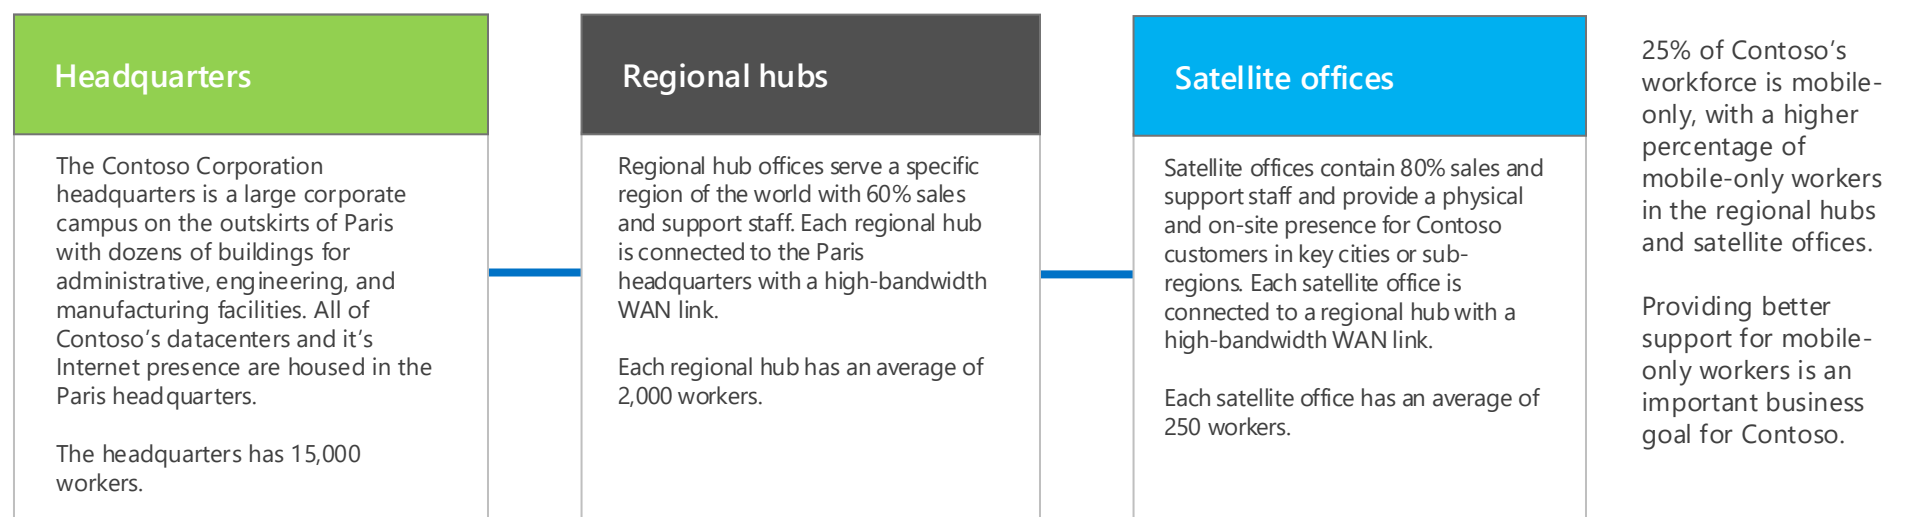 Headquarters
The Contoso Corporation
headquarters is a large corporate
campus on the outskirts of Paris
with dozens of buildings for
administrative, engineering, and
manufacturing facilities. All of
Contoso's datacenters and it's
Internet presence are housed in the
Paris headquarters.
The headquarters has 15,000
workers.
Regional hubs
Regional hub offices serve a specific
region of the world with 60% sales
and support staff. Each regional hub
is connected to the Paris
headquarters with a high-bandwidth
WAN link.
Each regional hub has an average of
2,000 workers.
Satellite offices
Satellite offices contain 80% sales and
support staff and provide a physical
and on-site presence for Contoso
customers in key cities or sub-
regions. Each satellite office is
connected to a regional hub with a
high-bandwidth WAN link.
Each satellite office has an average of
250 workers.
25% of Contoso's
workforce is mobile-
only, with a higher
percentage of
mobile-only workers
in the regional hubs
and satellite offices.
Providing better
support for mobile-
only workers is an
important business
goal for Contoso.